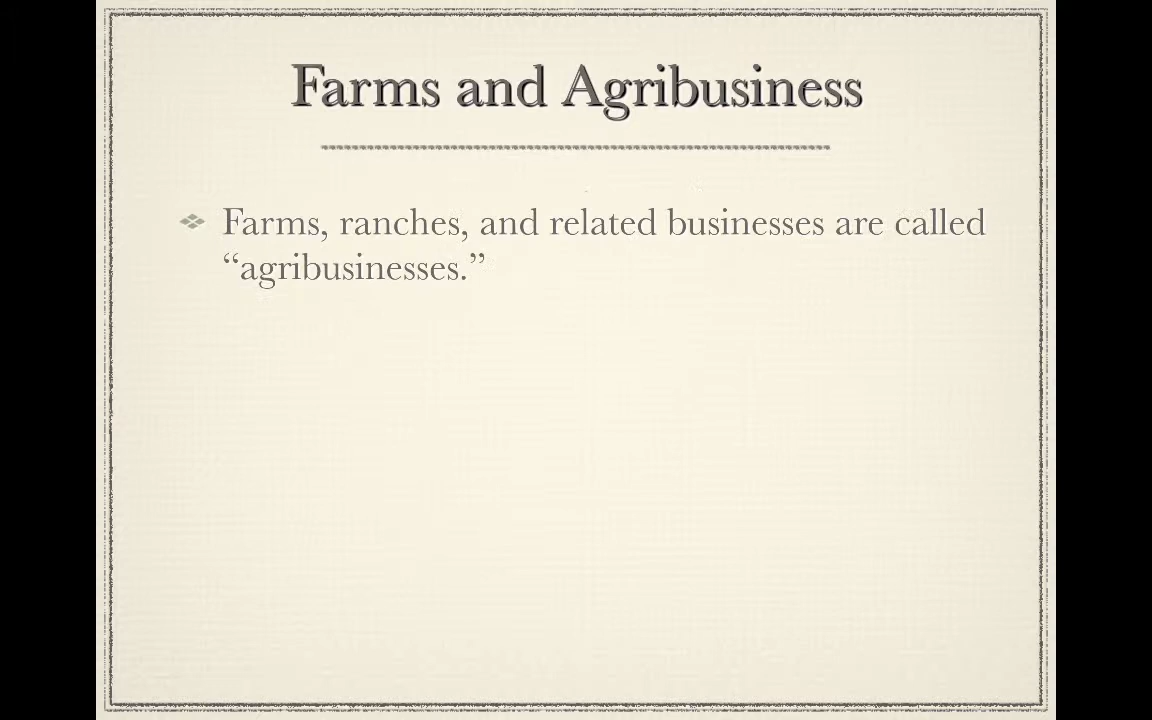 Farms and Agribusiness
Farms, ranches, and related businesses are called
“agribusinesses.”